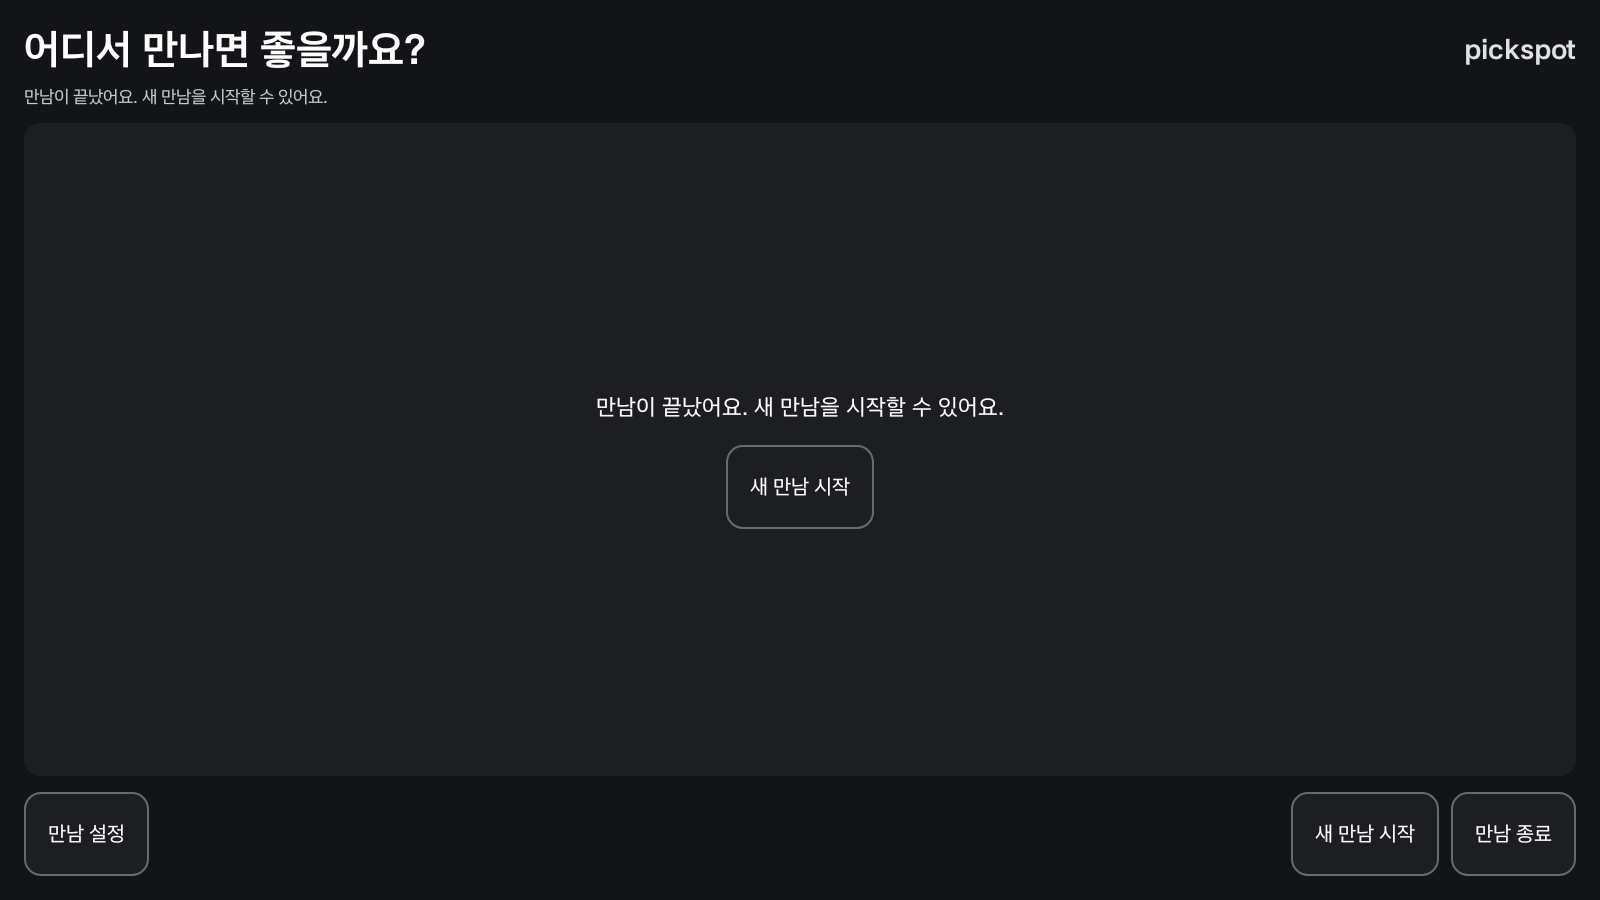 어디서 만나면 좋을까요?
pickspot
만남이 끝났어요. 새 만남을 시작할 수 있어요.
만남이 끝났어요. 새 만남을 시작할 수 있어요.
새 만남 시작
만남 설정
새 만남 시작
만남 종료